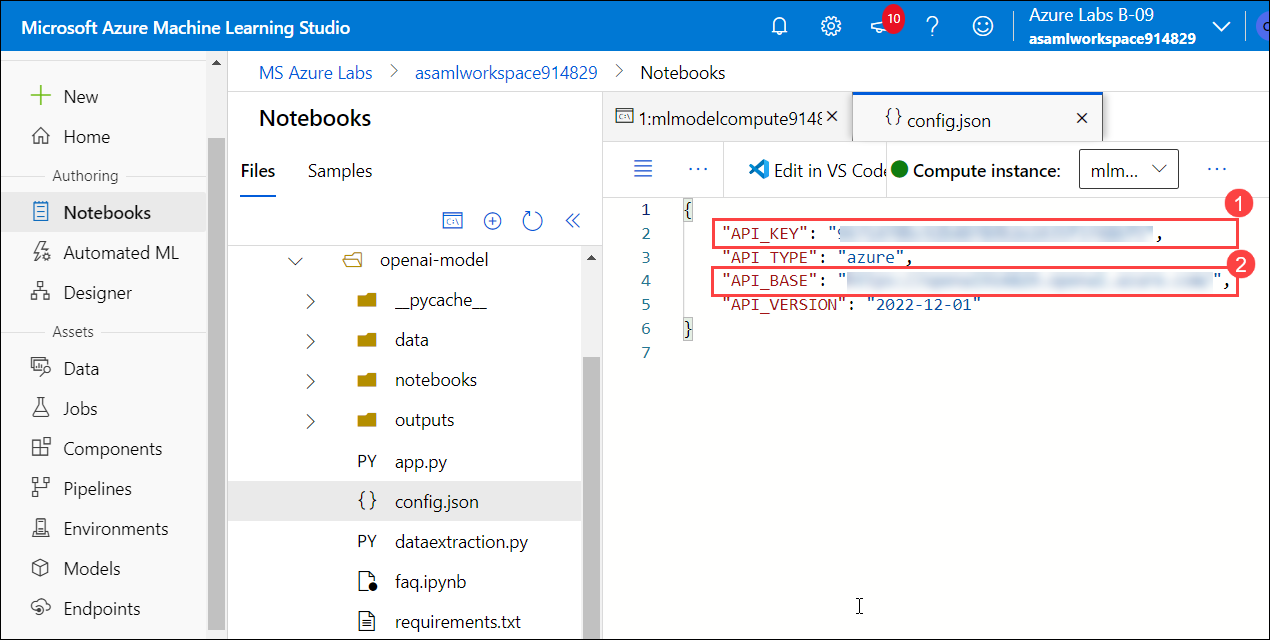 Microsoft Azure Machine Learning Studio
10
Azure Labs B-09
asamlworkspace914829
New
Home
Authoring
Notebooks
Automated ML
Designer
Assets
Data
Jobs
Components
Pipelines
Environments
Models
Endpoints
MS Azure Labs > asamlworkspace914829 > Notebooks
Notebooks
Files Samples
openai-model
__pycache__
data
notebooks
outputs
PY app.py
{} config.json
PY dataextraction.py
faq.ipynb
requirements.txt
1:mlmodelcompute9148
{} config.json
Edit in VS Code
Compute instance: mlm...
1 {
2 "API_KEY": " ",
3 "API_TYPE": "azure",
4 "API_BASE": " ",
5 "API_VERSION": "2022-12-01"
6 }
7
1
2